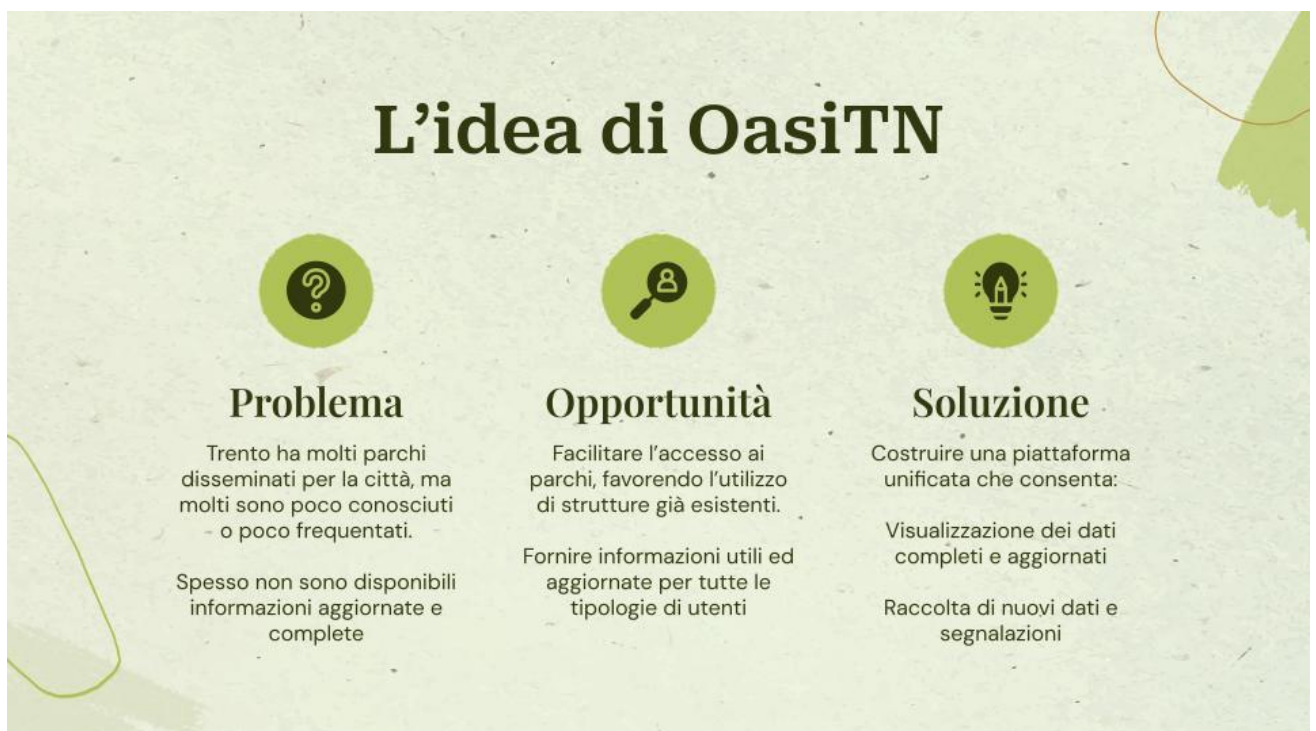 L’idea di OasiTN
Problema
Trento ha molti parchi
disseminati per la città, ma
molti sono poco conosciuti
o poco frequentati.
Spesso non sono disponibili
informazioni aggiornate e
complete
Opportunità
Facilitare l’accesso ai
parchi, favorendo l’utilizzo
di strutture già esistenti.
Fornire informazioni utili ed
aggiornate per tutte le
tipologie di utenti
Soluzione
Costruire una piattaforma
unificata che consenta:
Visualizzazione dei dati
completi e aggiornati
Raccolta di nuovi dati e
segnalazioni